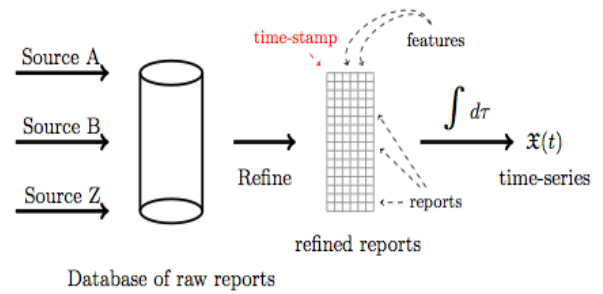 time-stamp
features
Source A
Source B
Source Z
Refine
∫ dτ
𝔛(t)
time-series
reports
refined reports
Database of raw reports